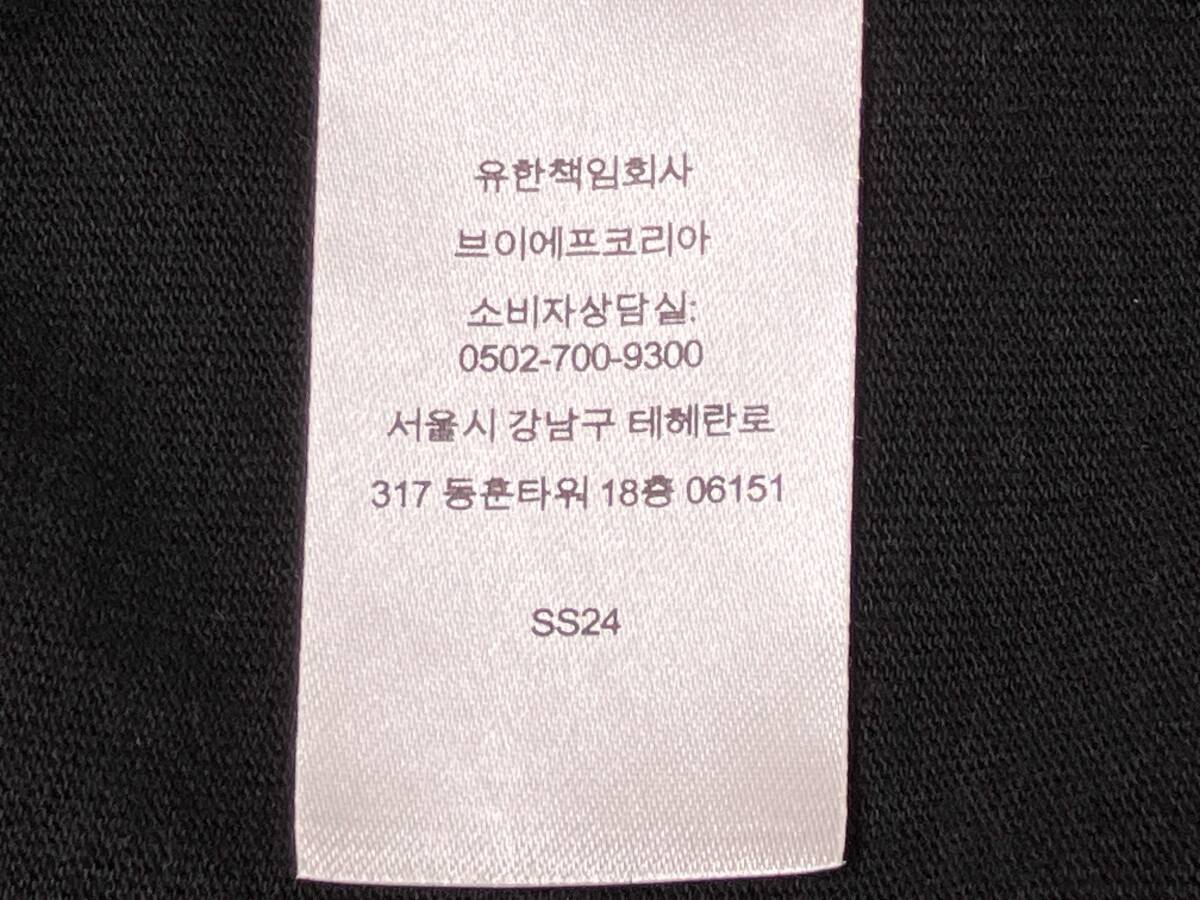 유한책임회사
브이에프코리아
소비자상담실:
0502-700-9300
서울시 강남구 테헤란로
317 동훈타워 18층 06151
SS24